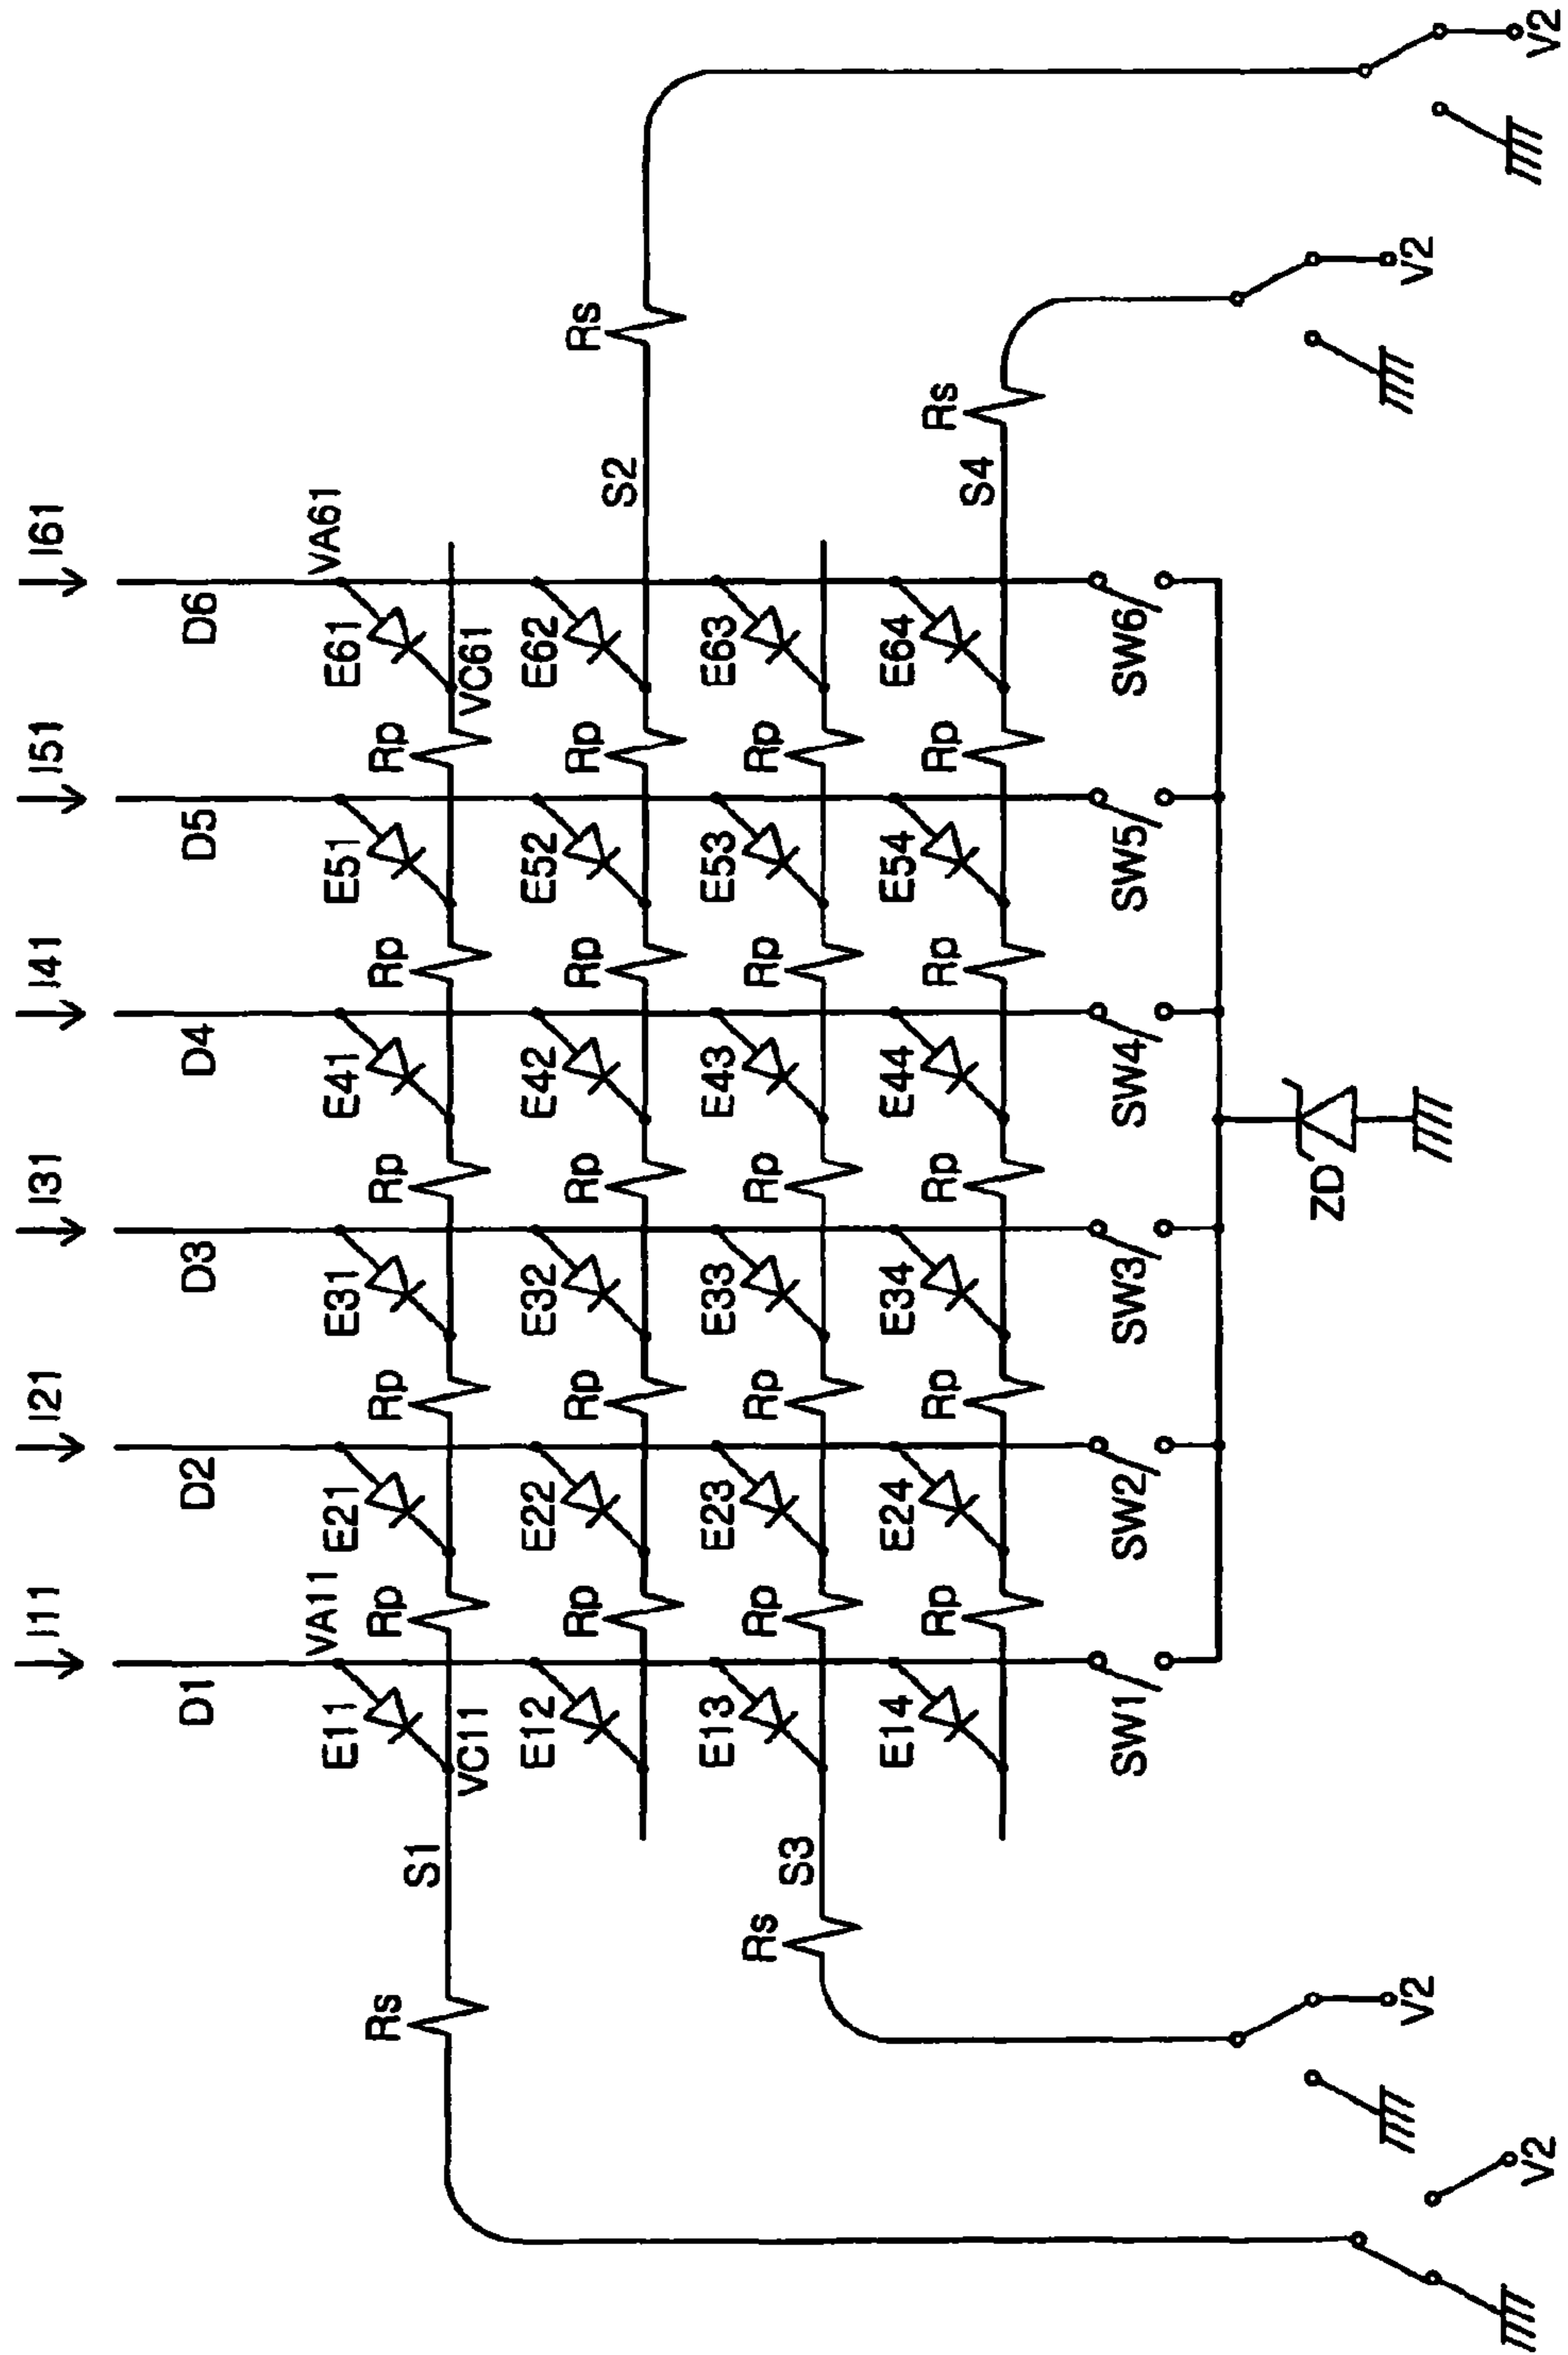 I11 I21 I31 I41 I51 I61
D1 D2 D3 D4 D5 D6
VA11 VA61
E11 Rp E21 Rp E31 Rp E41 Rp E51 Rp E61
Rs S1 VC11 VC61
E12 Rp E22 Rp E32 Rp E42 Rp E52 Rp E62 S2 Rs
E13 Rp E23 Rp E33 Rp E43 Rp E53 Rp E63
Rs S3
E14 Rp E24 Rp E34 Rp E44 Rp E54 Rp E64 S4 Rs
SW1 SW2 SW3 SW4 SW5 SW6
ZD
V2 V2
V2 V2